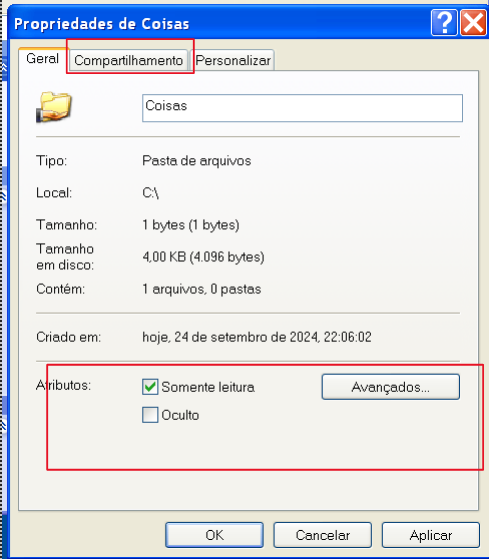 Propriedades de Coisas
Geral Compartilhamento Personalizar
Coisas
Tipo: Pasta de arquivos
Local: C:\
Tamanho: 1 bytes (1 bytes)
Tamanho
em disco: 4,00 KB (4.096 bytes)
Contém: 1 arquivos, 0 pastas
Criado em: hoje, 24 de setembro de 2024, 22:06:02
Atributos: Somente leitura Avançados...
Oculto
OK Cancelar Aplicar